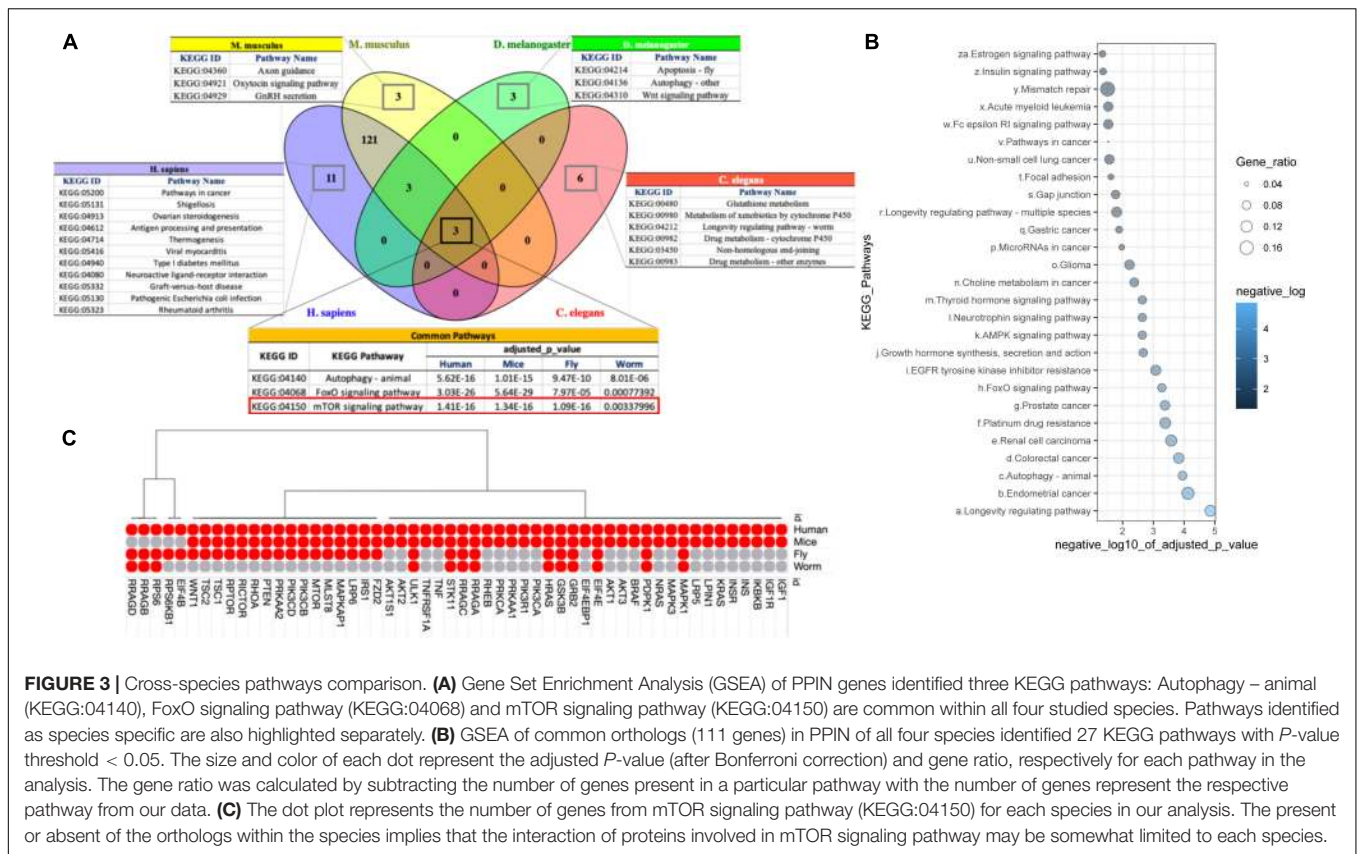 A
M. musculus
KEGG ID Pathway Name
KEGG:04360 Axon guidance
KEGG:04921 Oxytocin signaling pathway
KEGG:04929 GnRH secretion
M. musculus
D. melanogaster
D. melanogaster
KEGG ID Pathway Name
KEGG:04214 Apoptosis - fly
KEGG:04136 Autophagy - other
KEGG:04310 Wnt signaling pathway
3
3
0
121
0
11
3
0
6
3
0
0
0
0
0
H. sapiens
KEGG ID Pathway Name
KEGG:05200 Pathways in cancer
KEGG:05131 Shigellosis
KEGG:04913 Ovarian steroidogenesis
KEGG:04612 Antigen processing and presentation
KEGG:04714 Thermogenesis
KEGG:05416 Viral myocarditis
KEGG:04940 Type I diabetes mellitus
KEGG:04080 Neuroactive ligand-receptor interaction
KEGG:05332 Graft-versus-host disease
KEGG:05130 Pathogenic Escherichia coli infection
KEGG:05323 Rheumatoid arthritis
C. elegans
KEGG ID Pathway Name
KEGG:00480 Glutathione metabolism
KEGG:00980 Metabolism of xenobiotics by cytochrome P450
KEGG:04212 Longevity regulating pathway - worm
KEGG:00982 Drug metabolism - cytochrome P450
KEGG:03450 Non-homologous end-joining
KEGG:00983 Drug metabolism - other enzymes
H. sapiens
C. elegans
Common Pathways
KEGG ID KEGG Pathaway adjusted_p_value
Human Mice Fly Worm
KEGG:04140 Autophagy - animal 5.62E-16 1.01E-15 9.47E-10 8.01E-06
KEGG:04068 FoxO signaling pathway 3.03E-26 5.64E-29 7.97E-05 0.00077392
KEGG:04150 mTOR signaling pathway 1.41E-16 1.34E-16 1.09E-16 0.00337996
B
KEGG_Pathways
za.Estrogen signaling pathway
z.Insulin signaling pathway
y.Mismatch repair
x.Acute myeloid leukemia
w.Fc epsilon RI signaling pathway
v.Pathways in cancer
u.Non-small cell lung cancer
t.Focal adhesion
s.Gap junction
r.Longevity regulating pathway - multiple species
q.Gastric cancer
p.MicroRNAs in cancer
o.Glioma
n.Choline metabolism in cancer
m.Thyroid hormone signaling pathway
l.Neurotrophin signaling pathway
k.AMPK signaling pathway
j.Growth hormone synthesis, secretion and action
i.EGFR tyrosine kinase inhibitor resistance
h.FoxO signaling pathway
g.Prostate cancer
f.Platinum drug resistance
e.Renal cell carcinoma
d.Colorectal cancer
c.Autophagy - animal
b.Endometrial cancer
a.Longevity regulating pathway
2 3 4 5
negative_log10_of_adjusted_p_value
Gene_ratio
0.04
0.08
0.12
0.16
negative_log
4
3
2
C
id
Human
Mice
Fly
Worm
id
RRAGD
RRAGB
RPS6
RPS6KB1
EIF4B
WNT1
TSC2
TSC1
RPTOR
RICTOR
RHOA
PTEN
PRKAA2
PIK3CD
PIK3CB
MTOR
MLST8
MAPKAP1
LRP6
IRS1
FZD2
AKT1S1
AKT2
ULK1
TNFRSF1A
TNF
STK11
RRAGC
RRAGA
RHEB
PRKCA
PRKAA1
PIK3R1
PIK3CA
HRAS
GSK3B
GRB2
EIF4EBP1
EIF4E
AKT1
AKT3
BRAF
PDPK1
NRAS
MAPK3
MAPK1
LRP5
LPIN1
KRAS
INSR
INS
IKBKB
IGF1R
IGF1
FIGURE 3 | Cross-species pathways comparison. (A) Gene Set Enrichment Analysis (GSEA) of PPIN genes identified three KEGG pathways: Autophagy – animal
(KEGG:04140), FoxO signaling pathway (KEGG:04068) and mTOR signaling pathway (KEGG:04150) are common within all four studied species. Pathways identified
as species specific are also highlighted separately. (B) GSEA of common orthologs (111 genes) in PPIN of all four species identified 27 KEGG pathways with P-value
threshold < 0.05. The size and color of each dot represent the adjusted P-value (after Bonferroni correction) and gene ratio, respectively for each pathway in the
analysis. The gene ratio was calculated by subtracting the number of genes present in a particular pathway with the number of genes represent the respective
pathway from our data. (C) The dot plot represents the number of genes from mTOR signaling pathway (KEGG:04150) for each species in our analysis. The present
or absent of the orthologs within the species implies that the interaction of proteins involved in mTOR signaling pathway may be somewhat limited to each species.